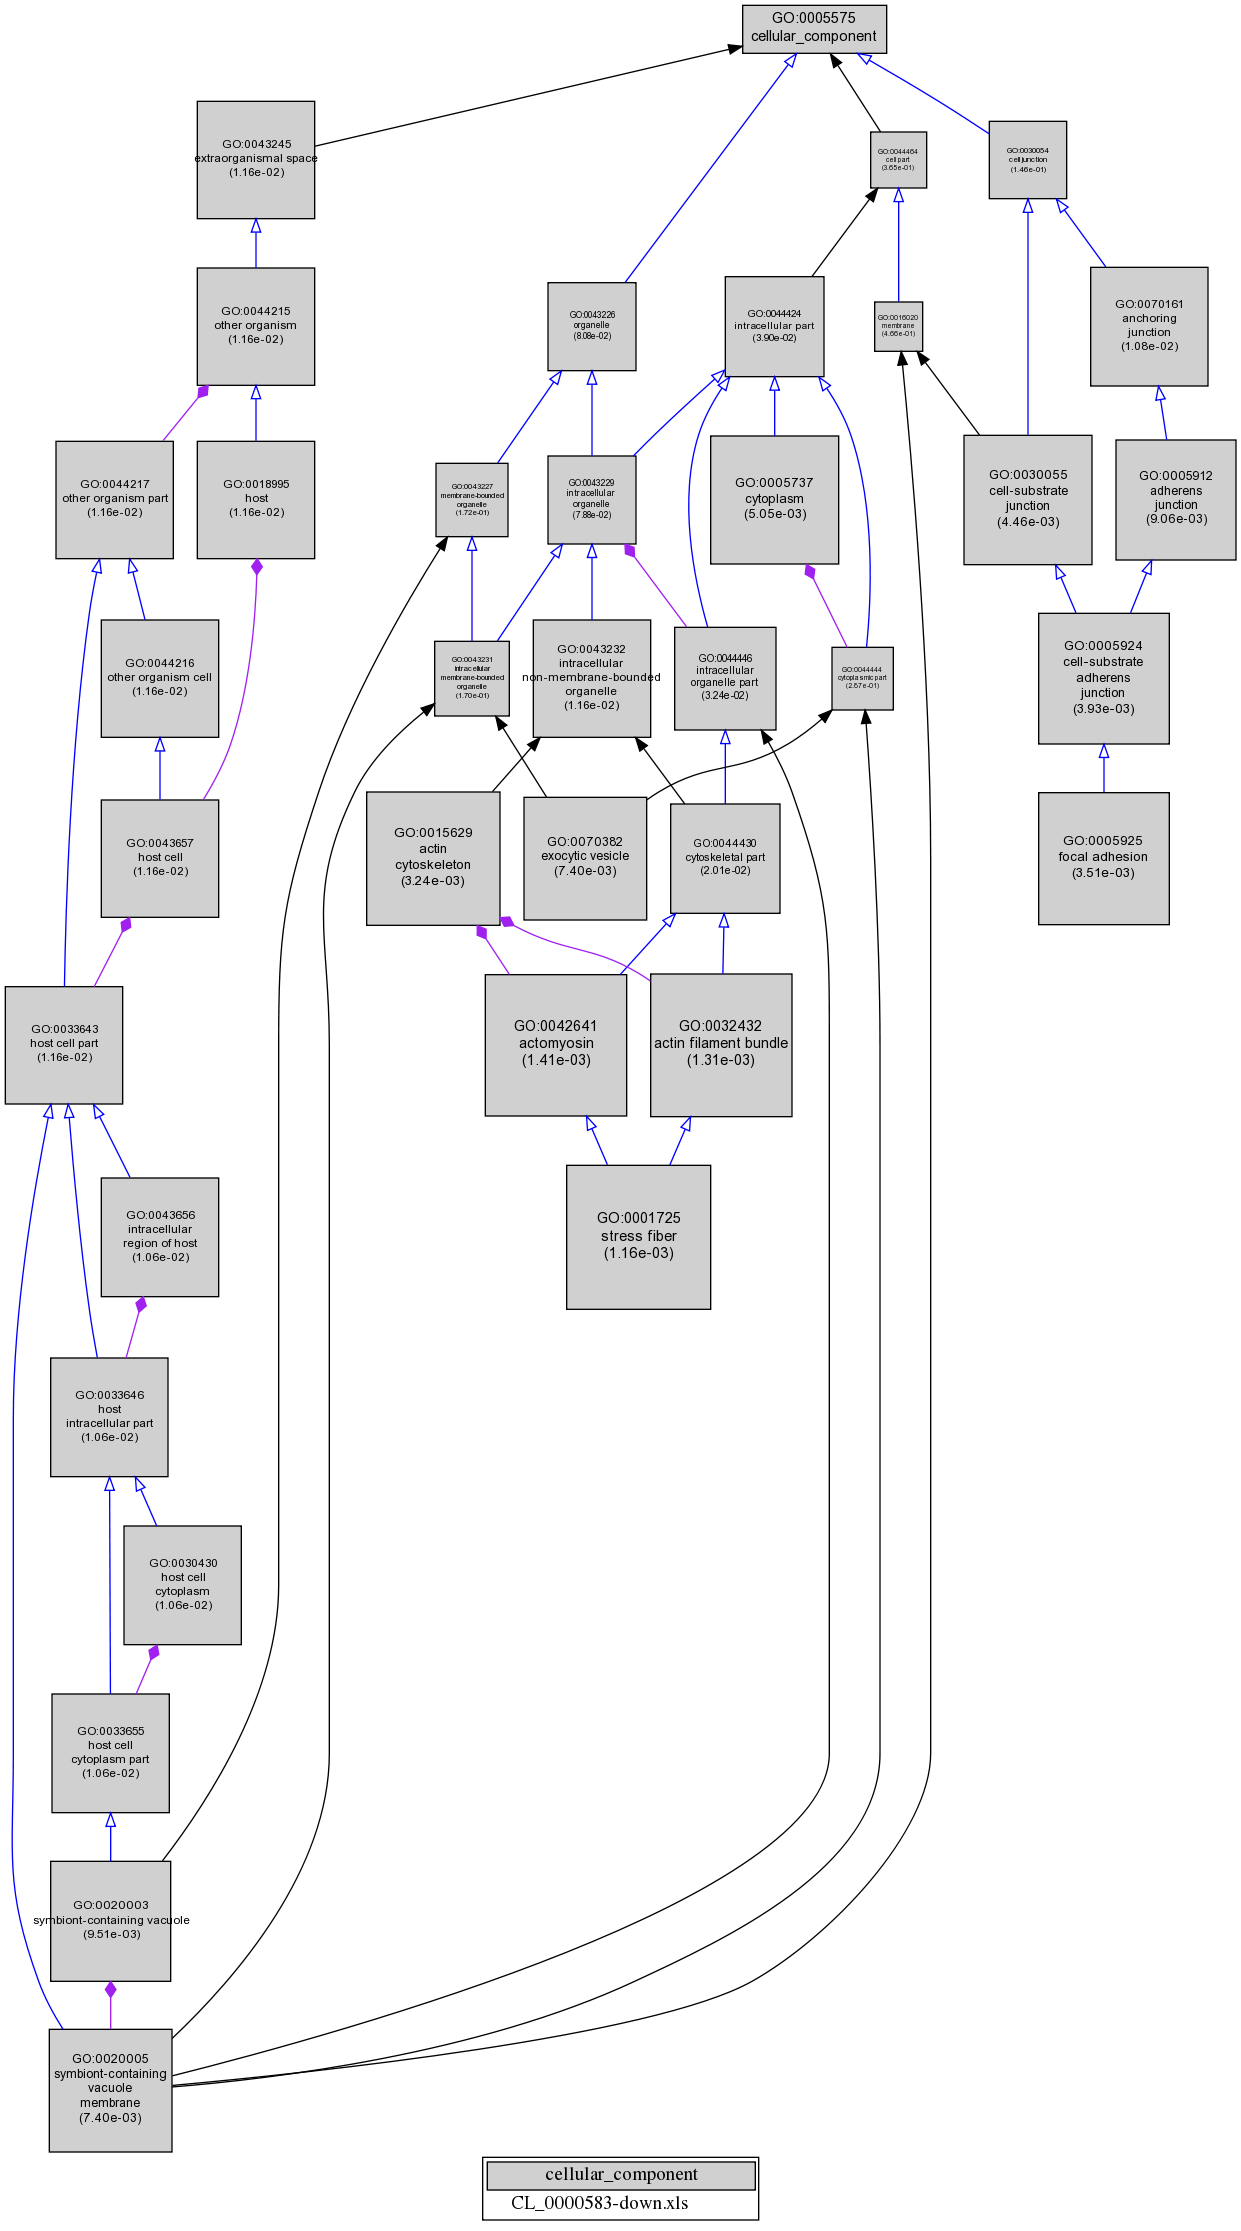 GO:0005575
cellular_component
GO:0043245
extraorganismal space
(1.16e-02)
GO:0044464
cell part
(3.65e-01)
GO:0030054
cell junction
(1.46e-01)
GO:0044215
other organism
(1.16e-02)
GO:0043226
organelle
(8.08e-02)
GO:0044424
intracellular part
(3.90e-02)
GO:0016020
membrane
(4.66e-01)
GO:0070161
anchoring
junction
(1.08e-02)
GO:0044217
other organism part
(1.16e-02)
GO:0018995
host
(1.16e-02)
GO:0043227
membrane-bounded
organelle
(1.72e-01)
GO:0043229
intracellular
organelle
(7.88e-02)
GO:0005737
cytoplasm
(5.05e-03)
GO:0030055
cell-substrate
junction
(4.46e-03)
GO:0005912
adherens
junction
(9.06e-03)
GO:0044216
other organism cell
(1.16e-02)
GO:0043231
intracellular
membrane-bounded
organelle
(1.70e-01)
GO:0043232
intracellular
non-membrane-bounded
organelle
(1.16e-02)
GO:0044446
intracellular
organelle part
(3.24e-02)
GO:0044444
cytoplasmic part
(2.67e-01)
GO:0005924
cell-substrate
adherens
junction
(3.93e-03)
GO:0043657
host cell
(1.16e-02)
GO:0015629
actin
cytoskeleton
(3.24e-03)
GO:0070382
exocytic vesicle
(7.40e-03)
GO:0044430
cytoskeletal part
(2.01e-02)
GO:0005925
focal adhesion
(3.51e-03)
GO:0033643
host cell part
(1.16e-02)
GO:0042641
actomyosin
(1.41e-03)
GO:0032432
actin filament bundle
(1.31e-03)
GO:0043656
intracellular
region of host
(1.06e-02)
GO:0001725
stress fiber
(1.16e-03)
GO:0033646
host
intracellular part
(1.06e-02)
GO:0030430
host cell
cytoplasm
(1.06e-02)
GO:0033655
host cell
cytoplasm part
(1.06e-02)
GO:0020003
symbiont-containing vacuole
(9.51e-03)
GO:0020005
symbiont-containing
vacuole
membrane
(7.40e-03)
cellular_component
CL_0000583-down.xls